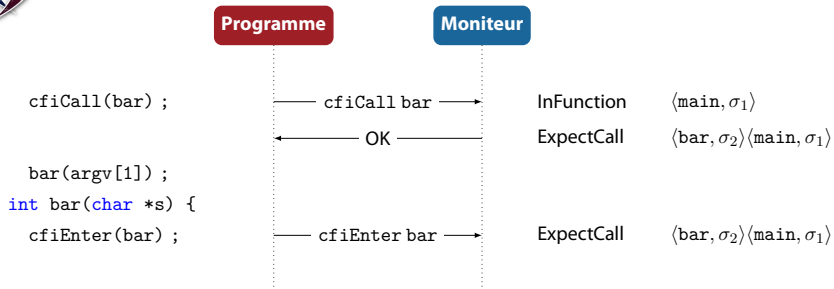 Programme Moniteur
cfiCall(bar) ; cfiCall bar InFunction ⟨main, σ₁⟩
OK ExpectCall ⟨bar, σ₂⟩⟨main, σ₁⟩
bar(argv[1]) ;
int bar(char *s) {
cfiEnter(bar) ; cfiEnter bar ExpectCall ⟨bar, σ₂⟩⟨main, σ₁⟩